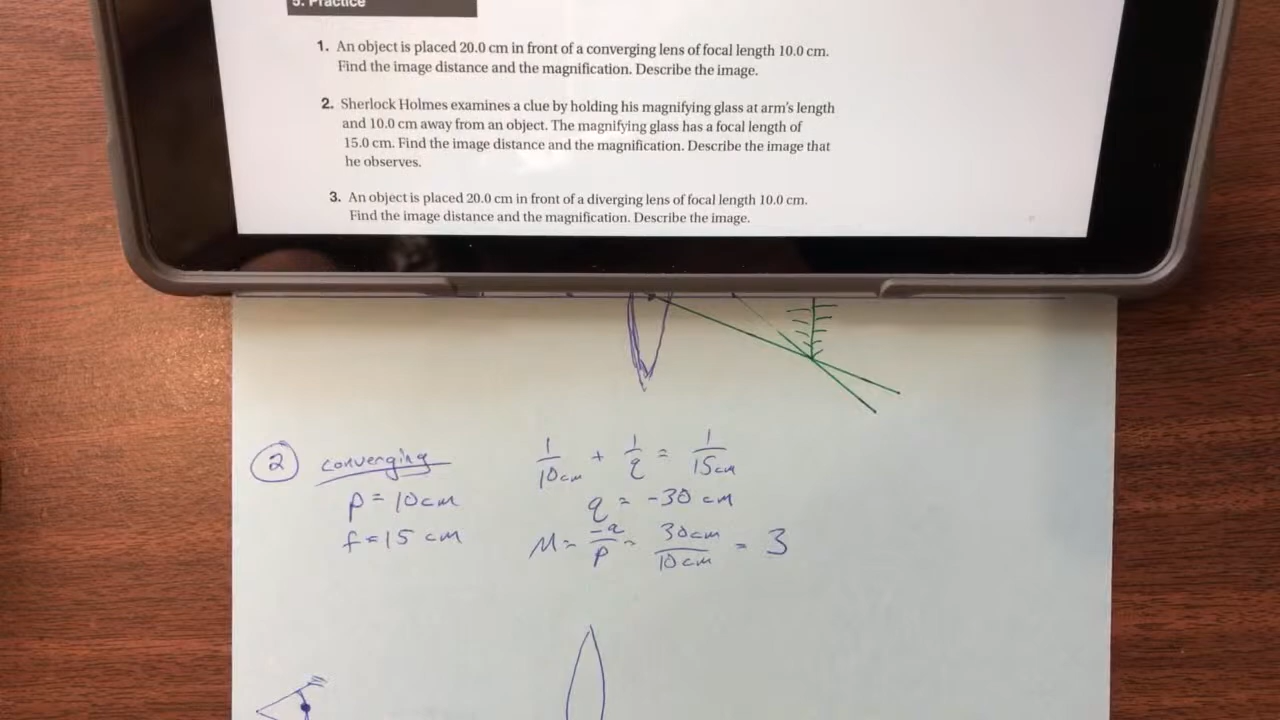 5. Practice
1. An object is placed 20.0 cm in front of a converging lens of focal length 10.0 cm.
Find the image distance and the magnification. Describe the image.
2. Sherlock Holmes examines a clue by holding his magnifying glass at arm's length
and 10.0 cm away from an object. The magnifying glass has a focal length of
15.0 cm. Find the image distance and the magnification. Describe the image that
he observes.
3. An object is placed 20.0 cm in front of a diverging lens of focal length 10.0 cm.
Find the image distance and the magnification. Describe the image.
2 converging
p = 10 cm
f = 15 cm
1/10cm + 1/q = 1/15cm
q = -30 cm
M = -q/p = 30cm/10cm = 3